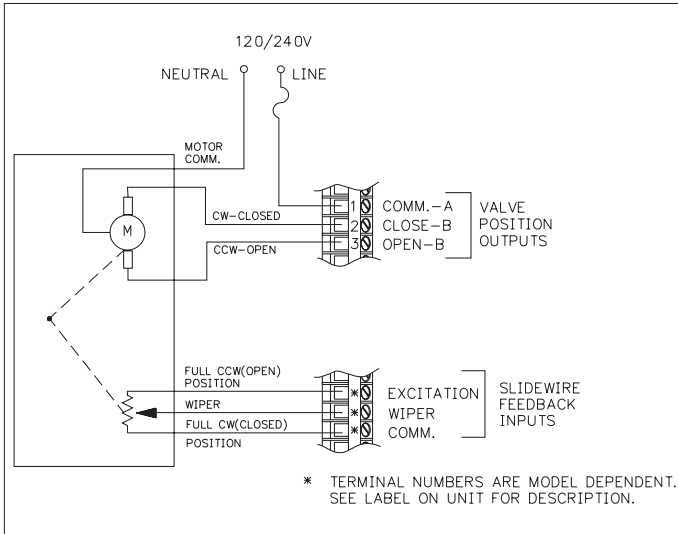 120/240V
NEUTRAL
LINE
MOTOR
COMM.
CW-CLOSED
M
CCW-OPEN
1 COMM.-A
2 CLOSE-B
3 OPEN-B
VALVE
POSITION
OUTPUTS
FULL CCW(OPEN)
POSITION
WIPER
FULL CW(CLOSED)
POSITION
* EXCITATION
* WIPER
* COMM.
SLIDEWIRE
FEEDBACK
INPUTS
* TERMINAL NUMBERS ARE MODEL DEPENDENT.
SEE LABEL ON UNIT FOR DESCRIPTION.